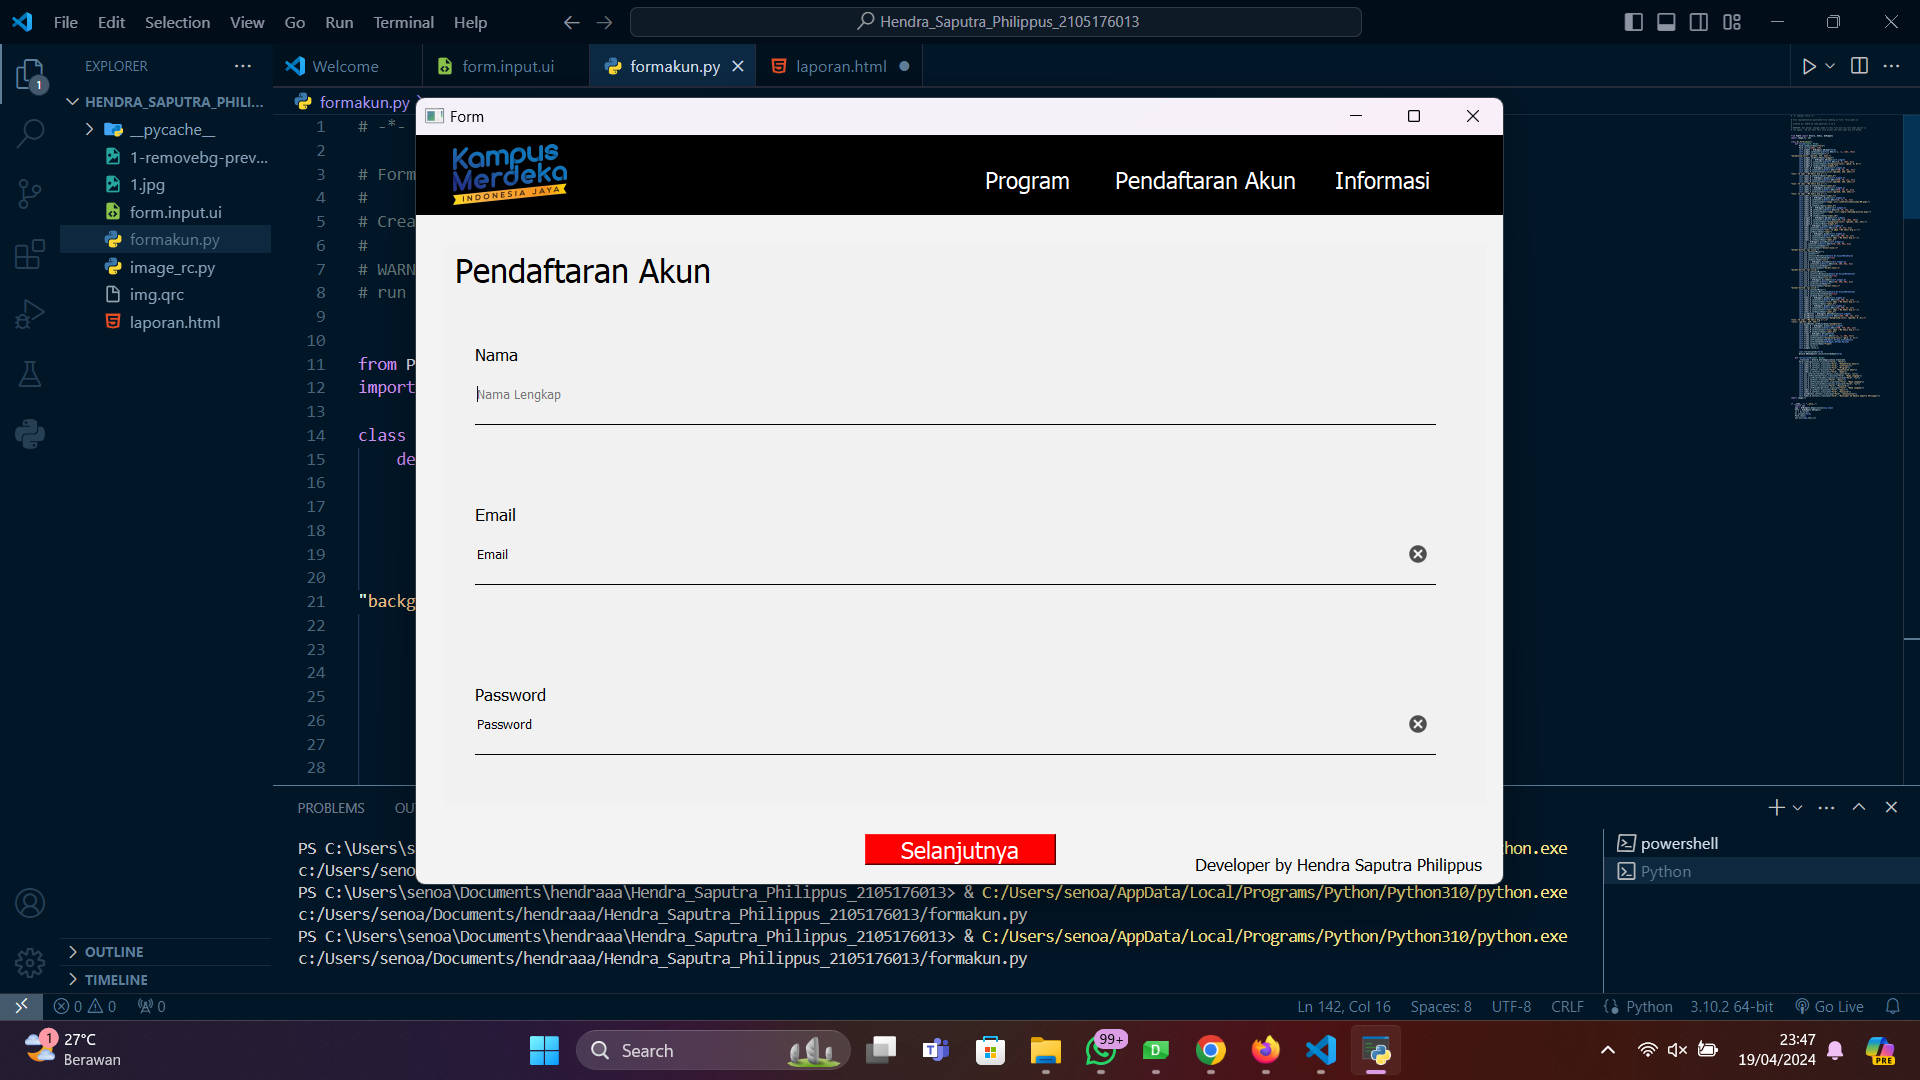 File Edit Selection View Go Run Terminal Help
Hendra_Saputra_Philippus_2105176013
EXPLORER
Welcome
form.input.ui
formakun.py
laporan.html
HENDRA_SAPUTRA_PHILI...
__pycache__
1-removebg-prev...
1.jpg
form.input.ui
formakun.py
image_rc.py
img.qrc
laporan.html
OUTLINE
TIMELINE
formakun.py
1 # -*-
2
3 # Form
4 #
5 # Crea
6 #
7 # WARN
8 # run
9
10
11 from P
12 import
13
14 class
15 de
16
17
18
19
20
21 "backg
22
23
24
25
26
27
28
Form
Kampus
Merdeka
INDONESIA JAYA
Program Pendaftaran Akun Informasi
Pendaftaran Akun
Nama
Nama Lengkap
Email
Email
Password
Password
Selanjutnya
Developer by Hendra Saputra Philippus
PROBLEMS OU
PS C:\Users\s hon.exe
c:/Users/seno
PS C:\Users\senoa\Documents\hendraaa\Hendra_Saputra_Philippus_2105176013> & C:/Users/senoa/AppData/Local/Programs/Python/Python310/python.exe
c:/Users/senoa/Documents/hendraaa/Hendra_Saputra_Philippus_2105176013/formakun.py
PS C:\Users\senoa\Documents\hendraaa\Hendra_Saputra_Philippus_2105176013> & C:/Users/senoa/AppData/Local/Programs/Python/Python310/python.exe
c:/Users/senoa/Documents/hendraaa/Hendra_Saputra_Philippus_2105176013/formakun.py
powershell
Python
0 0 0
Ln 142, Col 16 Spaces: 8 UTF-8 CRLF Python 3.10.2 64-bit Go Live
1
27°C
Berawan
Search
99+
23:47
19/04/2024
PRE